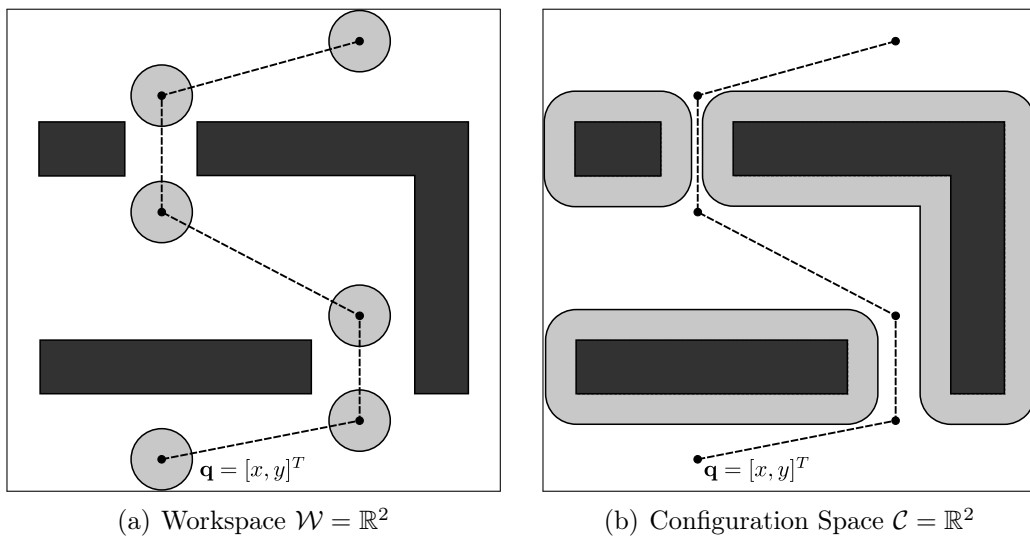 q = [x, y]^T
q = [x, y]^T
(a) Workspace 𝒲 = ℝ²
(b) Configuration Space 𝒞 = ℝ²